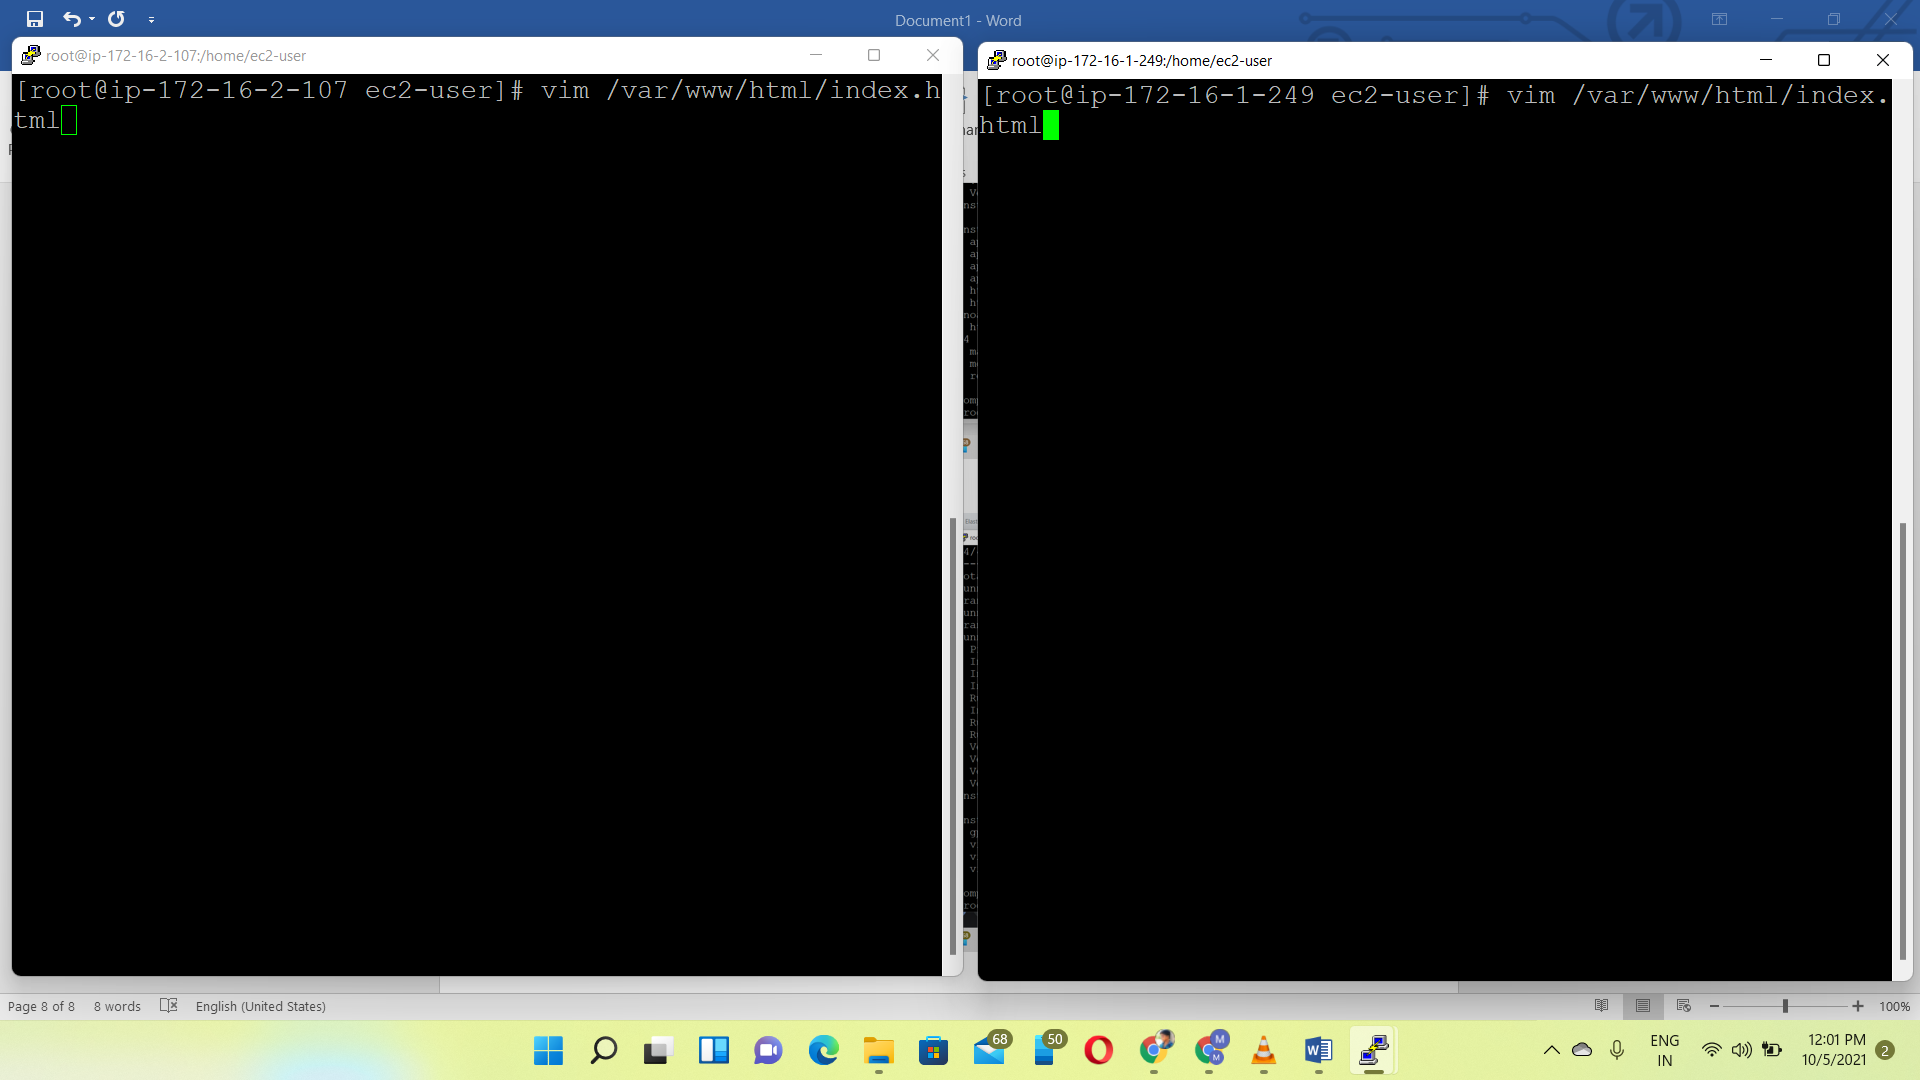 Document1 - Word
root@ip-172-16-2-107:/home/ec2-user
[root@ip-172-16-2-107 ec2-user]# vim /var/www/html/index.h
tml
root@ip-172-16-1-249:/home/ec2-user
[root@ip-172-16-1-249 ec2-user]# vim /var/www/html/index.
html
Page 8 of 8 8 words English (United States) 100%
68
50
ENG
IN
12:01 PM
10/5/2021
2